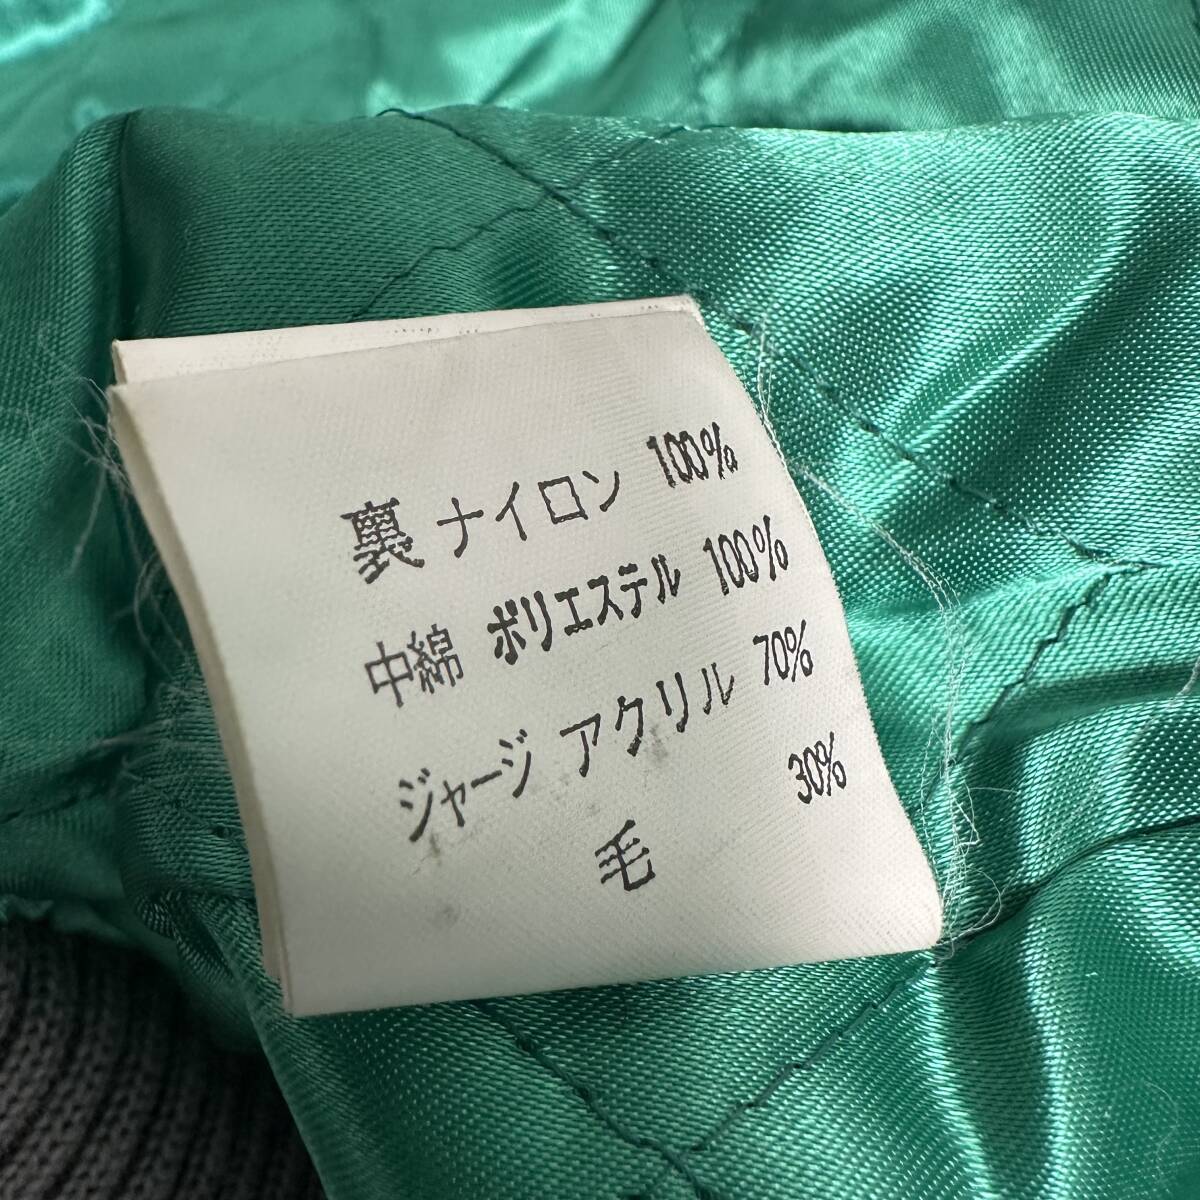 裏 ナイロン 100%
中綿 ポリエステル 100%
ジャージ アクリル 70%
毛 30%